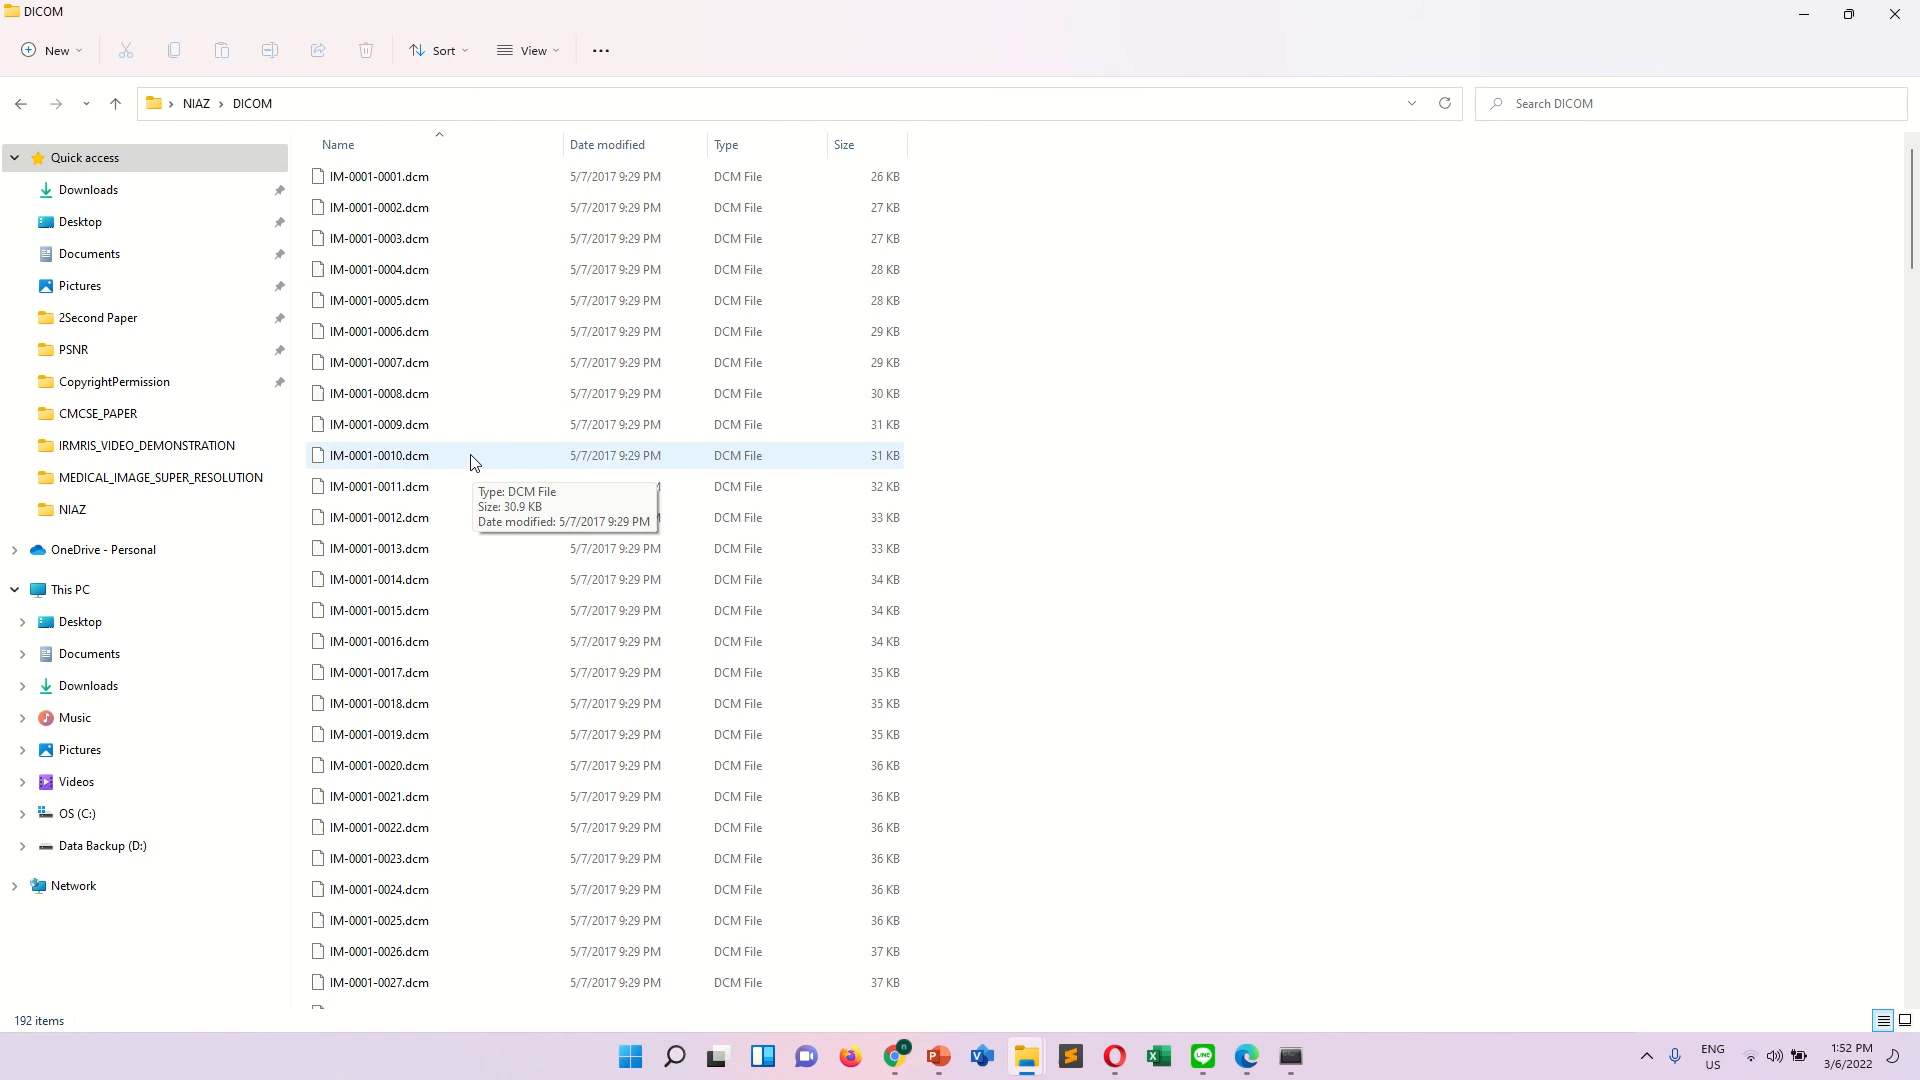 DICOM
New
Sort
View
NIAZ > DICOM
Search DICOM
Name Date modified Type Size
Quick access
Downloads
Desktop
Documents
Pictures
2Second Paper
PSNR
CopyrightPermission
CMCSE_PAPER
IRMRIS_VIDEO_DEMONSTRATION
MEDICAL_IMAGE_SUPER_RESOLUTION
NIAZ
OneDrive - Personal
This PC
Desktop
Documents
Downloads
Music
Pictures
Videos
OS (C:)
Data Backup (D:)
Network
IM-0001-0001.dcm 5/7/2017 9:29 PM DCM File 26 KB
IM-0001-0002.dcm 5/7/2017 9:29 PM DCM File 27 KB
IM-0001-0003.dcm 5/7/2017 9:29 PM DCM File 27 KB
IM-0001-0004.dcm 5/7/2017 9:29 PM DCM File 28 KB
IM-0001-0005.dcm 5/7/2017 9:29 PM DCM File 28 KB
IM-0001-0006.dcm 5/7/2017 9:29 PM DCM File 29 KB
IM-0001-0007.dcm 5/7/2017 9:29 PM DCM File 29 KB
IM-0001-0008.dcm 5/7/2017 9:29 PM DCM File 30 KB
IM-0001-0009.dcm 5/7/2017 9:29 PM DCM File 31 KB
IM-0001-0010.dcm 5/7/2017 9:29 PM DCM File 31 KB
IM-0001-0011.dcm DCM File 32 KB
IM-0001-0012.dcm DCM File 33 KB
Type: DCM File
Size: 30.9 KB
Date modified: 5/7/2017 9:29 PM
IM-0001-0013.dcm 5/7/2017 9:29 PM DCM File 33 KB
IM-0001-0014.dcm 5/7/2017 9:29 PM DCM File 34 KB
IM-0001-0015.dcm 5/7/2017 9:29 PM DCM File 34 KB
IM-0001-0016.dcm 5/7/2017 9:29 PM DCM File 34 KB
IM-0001-0017.dcm 5/7/2017 9:29 PM DCM File 35 KB
IM-0001-0018.dcm 5/7/2017 9:29 PM DCM File 35 KB
IM-0001-0019.dcm 5/7/2017 9:29 PM DCM File 35 KB
IM-0001-0020.dcm 5/7/2017 9:29 PM DCM File 36 KB
IM-0001-0021.dcm 5/7/2017 9:29 PM DCM File 36 KB
IM-0001-0022.dcm 5/7/2017 9:29 PM DCM File 36 KB
IM-0001-0023.dcm 5/7/2017 9:29 PM DCM File 36 KB
IM-0001-0024.dcm 5/7/2017 9:29 PM DCM File 36 KB
IM-0001-0025.dcm 5/7/2017 9:29 PM DCM File 36 KB
IM-0001-0026.dcm 5/7/2017 9:29 PM DCM File 37 KB
IM-0001-0027.dcm 5/7/2017 9:29 PM DCM File 37 KB
192 items
ENG
US
1:52 PM
3/6/2022